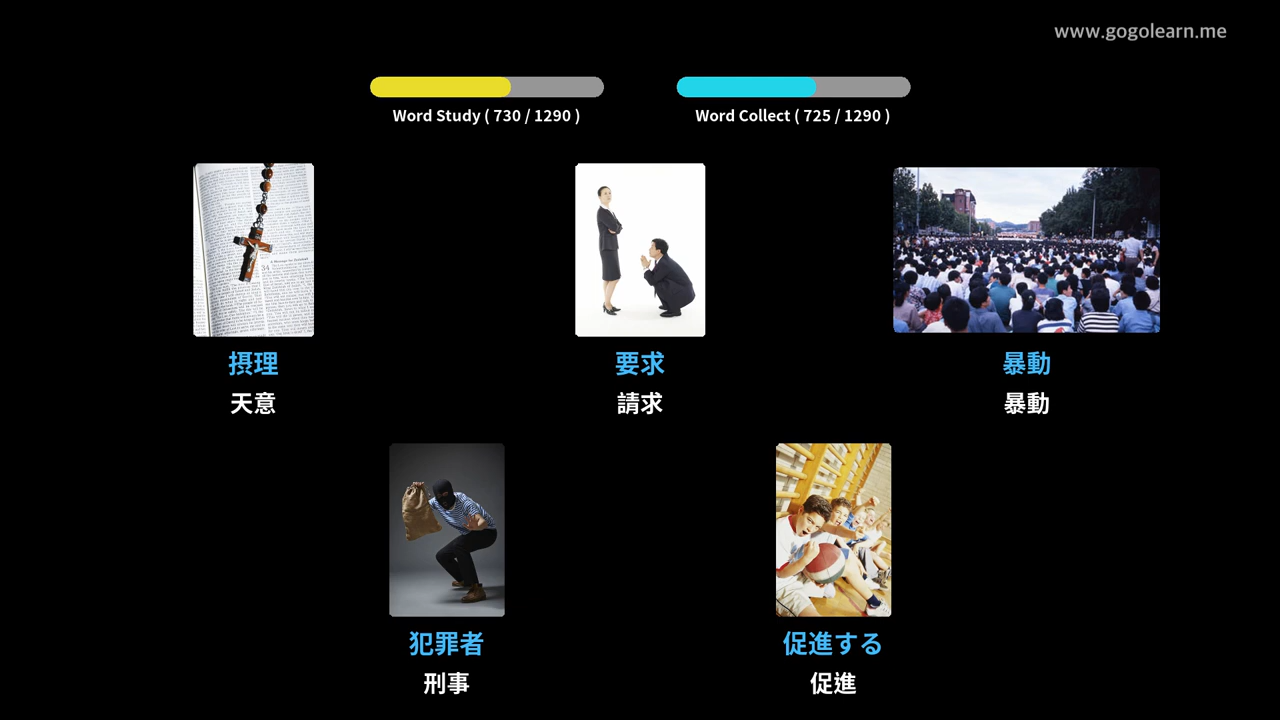 www.gogolearn.me
Word Study ( 730 / 1290 )
Word Collect ( 725 / 1290 )
摂理
天意
要求
請求
暴動
暴動
犯罪者
刑事
促進する
促進